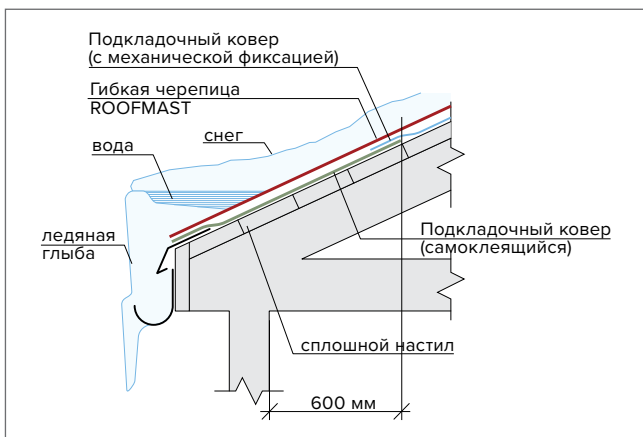 Подкладочный ковер
(с механической фиксацией)
Гибкая черепица
ROOFMAST
снег
вода
ледяная
глыба
Подкладочный ковер
(самоклеящийся)
сплошной настил
600 мм